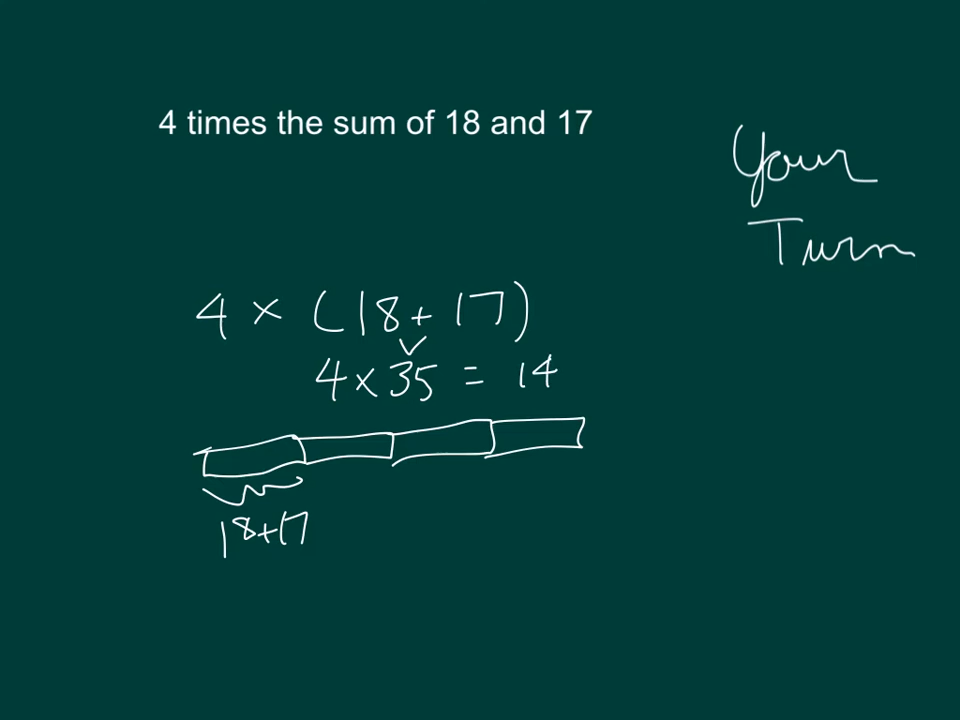 4 times the sum of 18 and 17
Your
Turn
4 × (18 + 17)
4 × 35 = 14
18+17